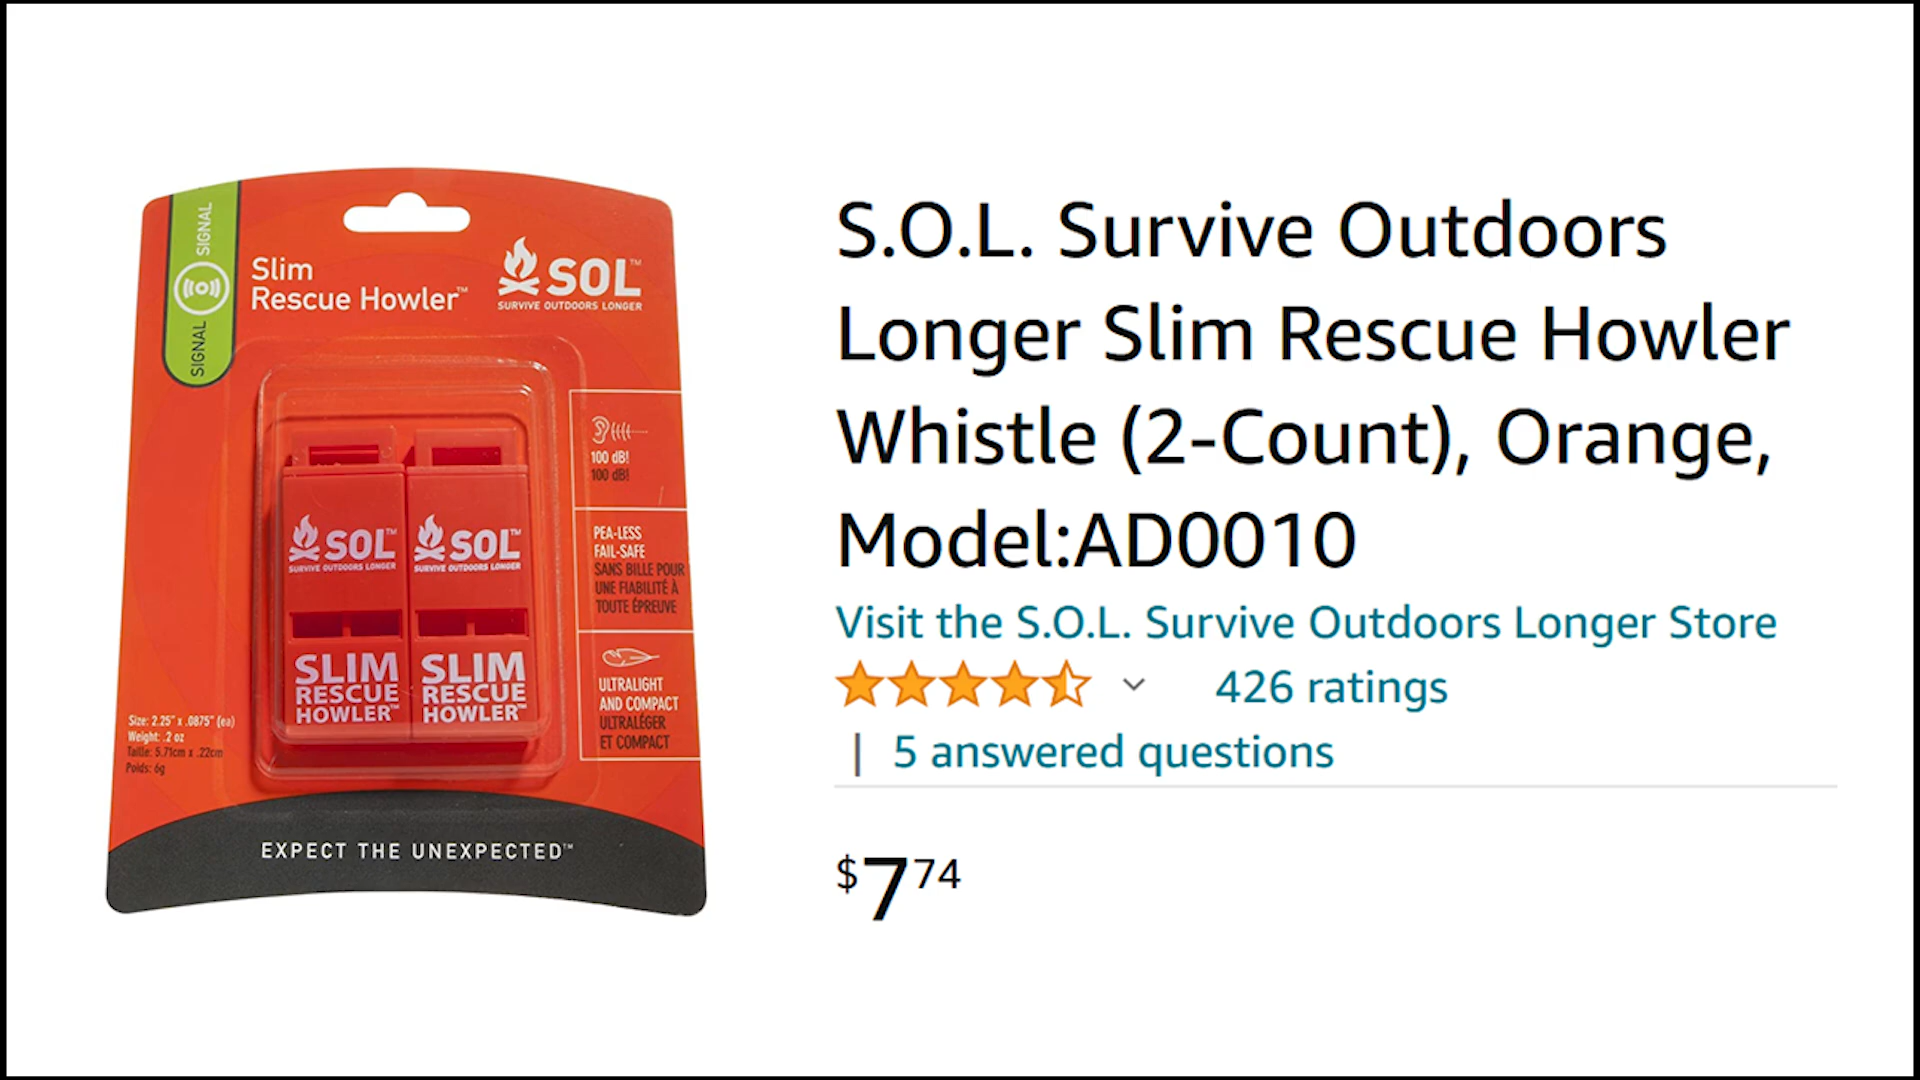 SIGNAL
SIGNAL
Slim
Rescue Howler™
SOL™
SURVIVE OUTDOORS LONGER
100 dB!
100 dB!
PEA-LESS
FAIL-SAFE
SANS BILLE POUR
UNE FIABILITÉ À
TOUTE ÉPREUVE
ULTRALIGHT
AND COMPACT
ULTRALÉGER
ET COMPACT
SOL™
SURVIVE OUTDOORS LONGER
SLIM
RESCUE
HOWLER™
SOL™
SURVIVE OUTDOORS LONGER
SLIM
RESCUE
HOWLER™
Size: 2.25" x .0875" (ea)
Weight: .2 oz
Taille: 5.71cm x .22cm
Poids: 6g
EXPECT THE UNEXPECTED™
S.O.L. Survive Outdoors
Longer Slim Rescue Howler
Whistle (2-Count), Orange,
Model:AD0010
Visit the S.O.L. Survive Outdoors Longer Store
426 ratings
| 5 answered questions
$774